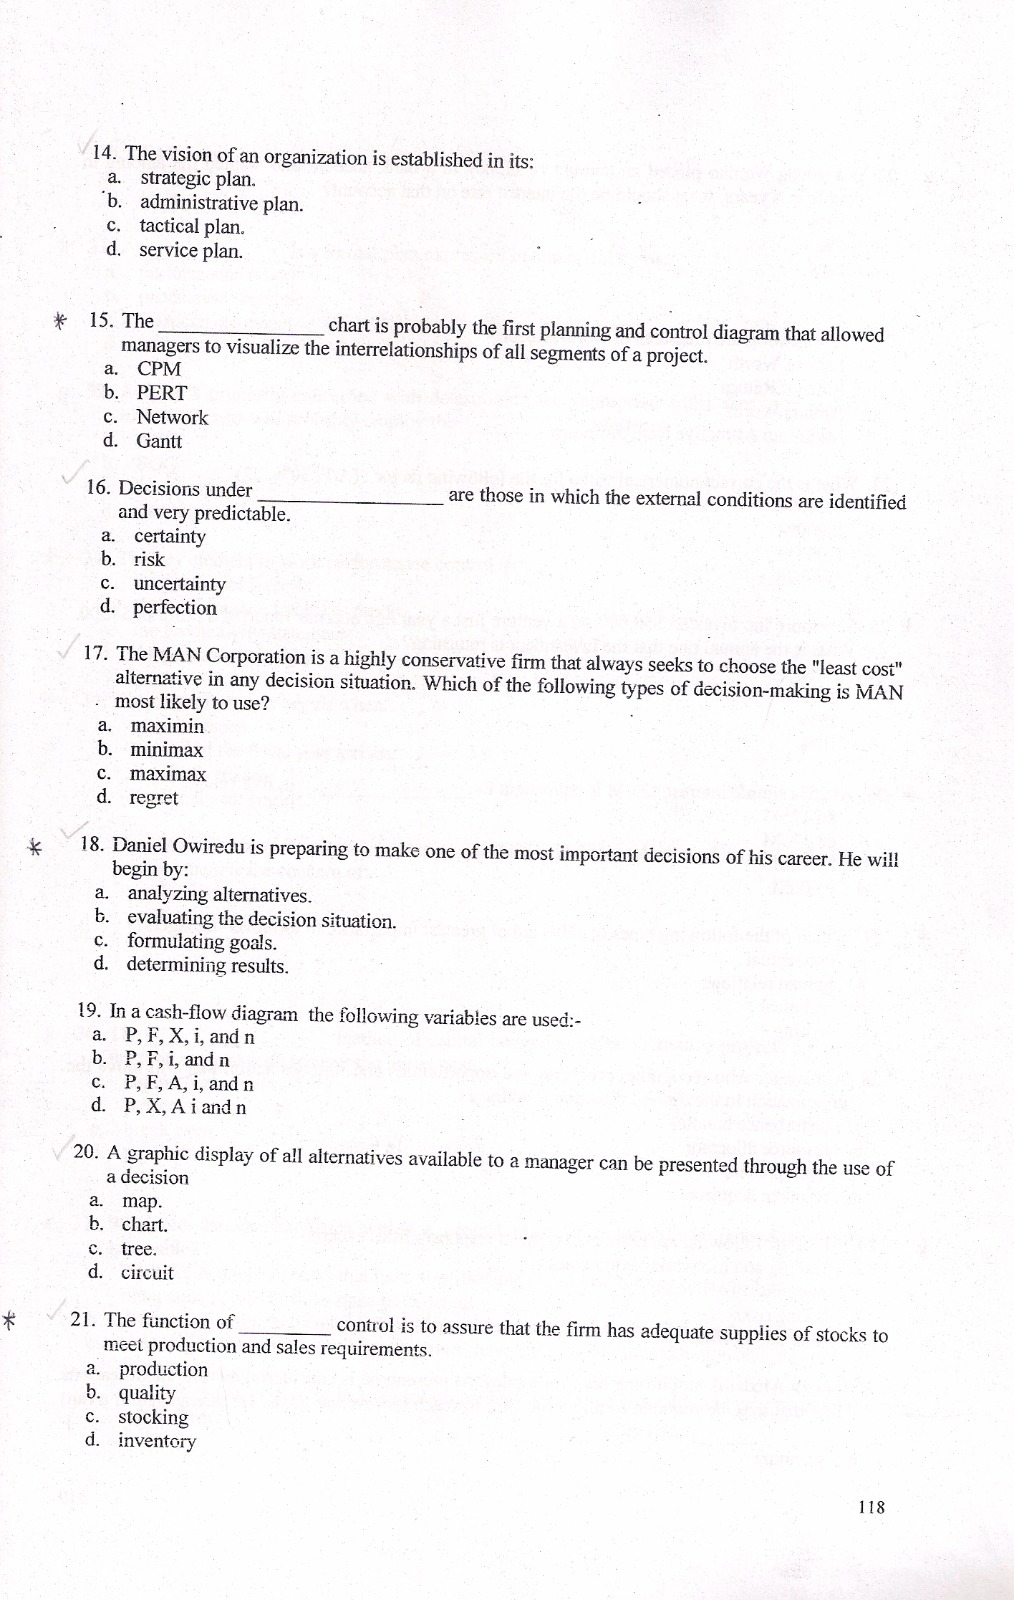 14. The vision of an organization is established in its:
a. strategic plan.
b. administrative plan.
c. tactical plan.
d. service plan.
* 15. The _________________ chart is probably the first planning and control diagram that allowed
managers to visualize the interrelationships of all segments of a project.
a. CPM
b. PERT
c. Network
d. Gantt
16. Decisions under ___________________ are those in which the external conditions are identified
and very predictable.
a. certainty
b. risk
c. uncertainty
d. perfection
17. The MAN Corporation is a highly conservative firm that always seeks to choose the "least cost"
alternative in any decision situation. Which of the following types of decision-making is MAN
most likely to use?
a. maximin
b. minimax
c. maximax
d. regret
* 18. Daniel Owiredu is preparing to make one of the most important decisions of his career. He will
begin by:
a. analyzing alternatives.
b. evaluating the decision situation.
c. formulating goals.
d. determining results.
19. In a cash-flow diagram the following variables are used:-
a. P, F, X, i, and n
b. P, F, i, and n
c. P, F, A, i, and n
d. P, X, A i and n
20. A graphic display of all alternatives available to a manager can be presented through the use of
a decision
a. map.
b. chart.
c. tree.
d. circuit
* 21. The function of _________ control is to assure that the firm has adequate supplies of stocks to
meet production and sales requirements.
a. production
b. quality
c. stocking
d. inventory
118